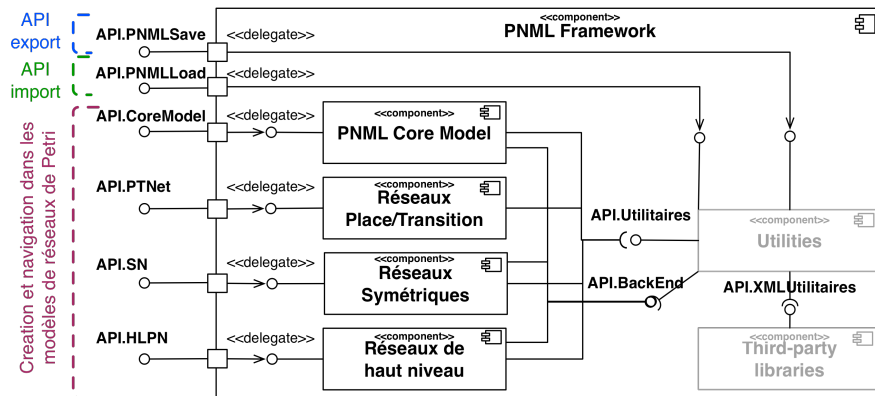 API
export
API.PNMLSave
<<delegate>>
<<component>>
PNML Framework
API
import
API.PNMLLoad
<<delegate>>
Creation et navigation dans les
modèles de réseaux de Petri
API.CoreModel
<<delegate>>
<<component>>
PNML Core Model
API.PTNet
<<delegate>>
<<component>>
Réseaux
Place/Transition
API.Utilitaires
<<component>>
Utilities
API.SN
<<delegate>>
<<component>>
Réseaux
Symétriques
API.BackEnd
API.XMLUtilitaires
API.HLPN
<<delegate>>
<<component>>
Réseaux de
haut niveau
<<component>>
Third-party
libraries